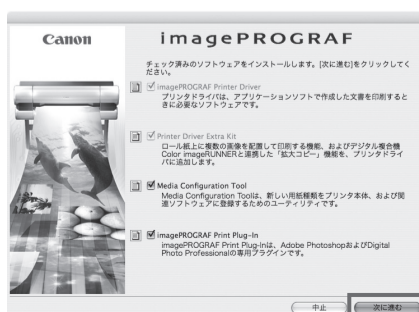 Canon
imagePROGRAF
チェック済みのソフトウェアをインストールします。[次に進む]をクリックしてく
ださい。
imagePROGRAF Printer Driver
プリンタドライバは、アプリケーションソフトで作成した文書を印刷すると
きに必要なソフトウェアです。
Printer Driver Extra Kit
ロール紙上に複数の画像を配置して印刷する機能、およびデジタル複合機
Color imageRUNNERと連携した「拡大コピー」機能を、プリンタドライ
バに追加します。
Media Configuration Tool
Media Configuration Toolは、新しい用紙種類をプリンタ本体、および関
連ソフトウェアに登録するためのユーティリティです。
imagePROGRAF Print Plug-In
imagePROGRAF Print Plug-Inは、Adobe PhotoshopおよびDigital
Photo Professionalの専用プラグインです。
中止
次に進む